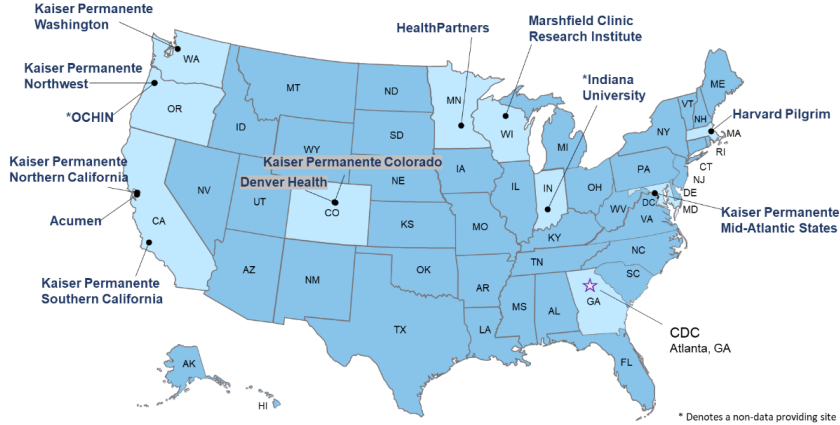 Kaiser Permanente
Washington
HealthPartners
Marshfield Clinic
Research Institute
Kaiser Permanente
Northwest
*OCHIN
*Indiana
University
Harvard Pilgrim
Kaiser Permanente
Northern California
Acumen
Kaiser Permanente
Southern California
Kaiser Permanente Colorado
Denver Health
Kaiser Permanente
Mid-Atlantic States
CDC
Atlanta, GA
WA
OR
CA
ID
NV
MT
WY
UT
AZ
CO
NM
ND
SD
NE
KS
OK
TX
MN
IA
MO
AR
LA
WI
IL
MI
IN
OH
KY
TN
MS
AL
GA
FL
SC
NC
VA
WV
DC
MD
DE
NJ
PA
NY
CT
RI
MA
VT
NH
ME
AK
HI
* Denotes a non-data providing site